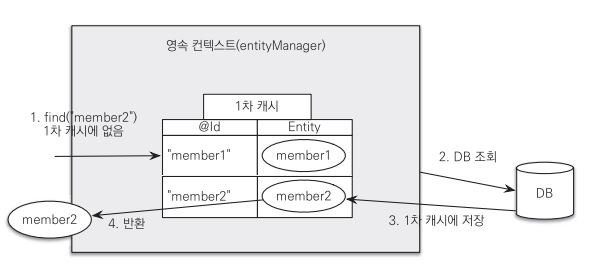 영속 컨텍스트(entityManager)
1차 캐시
1. find("member2")
1차 캐시에 없음
@Id
Entity
"member1"
member1
2. DB 조회
"member2"
member2
DB
member2
4. 반환
3. 1차 캐시에 저장